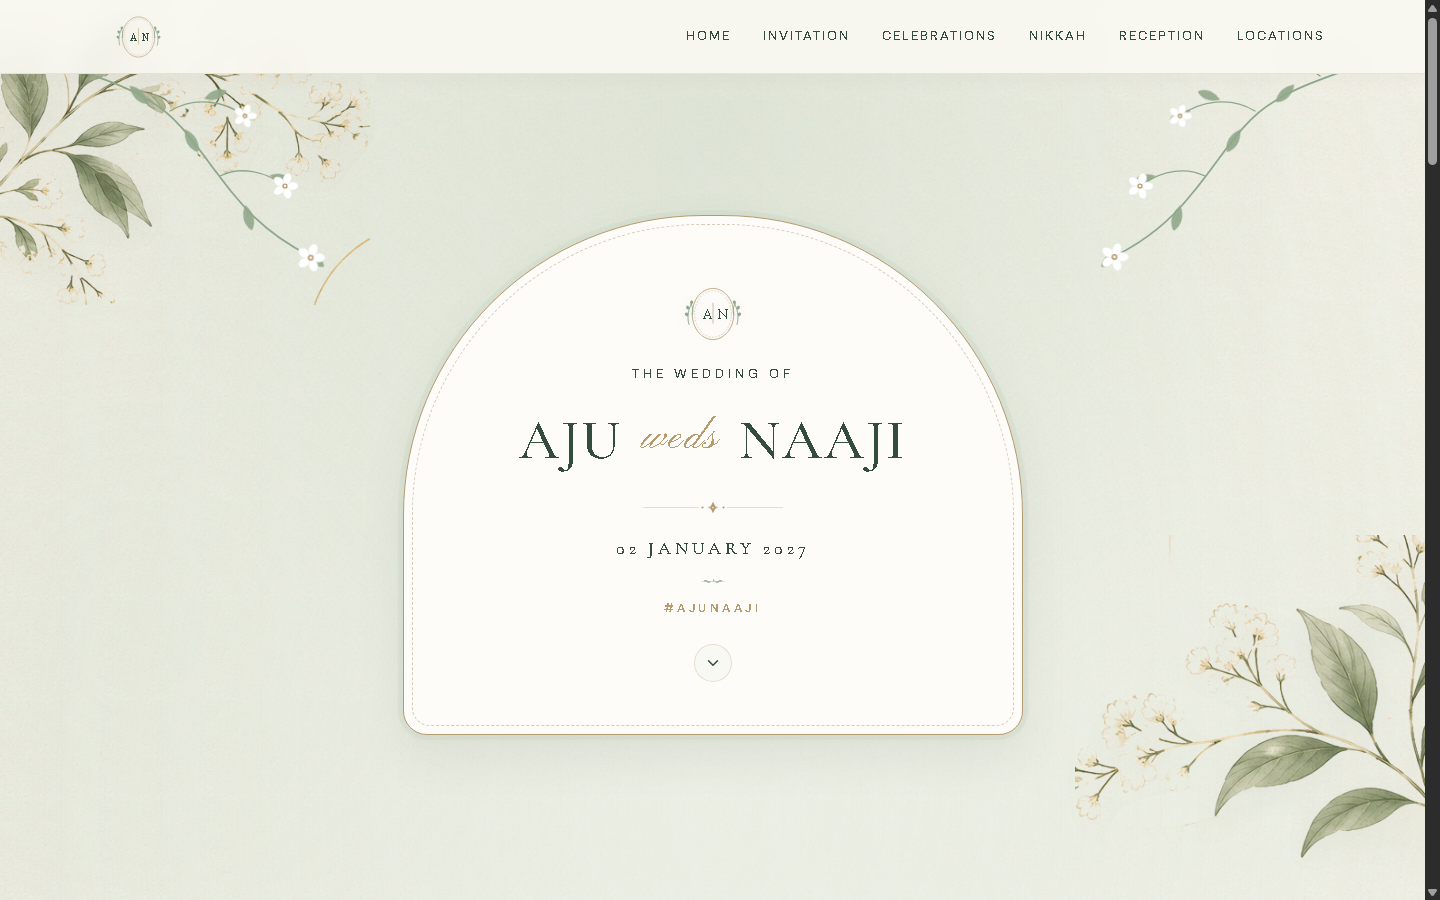 A N
HOME INVITATION CELEBRATIONS NIKKAH RECEPTION LOCATIONS
A N
THE WEDDING OF
AJU weds NAAJI
02 JANUARY 2027
#AJUNAAJI